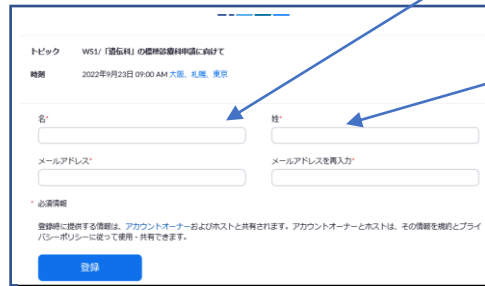 トピック WS1/「遺伝科」の標榜診療科申請に向けて
時刻 2022年9月23日 09:00 AM 大阪、札幌、東京
名*
姓*
メールアドレス*
メールアドレスを再入力*
* 必須情報
登録時に提供する情報は、アカウントオーナーおよびホストと共有されます。アカウントオーナーとホストは、その情報を規約とプライ
バシーポリシーに従って使用・共有できます。
登録